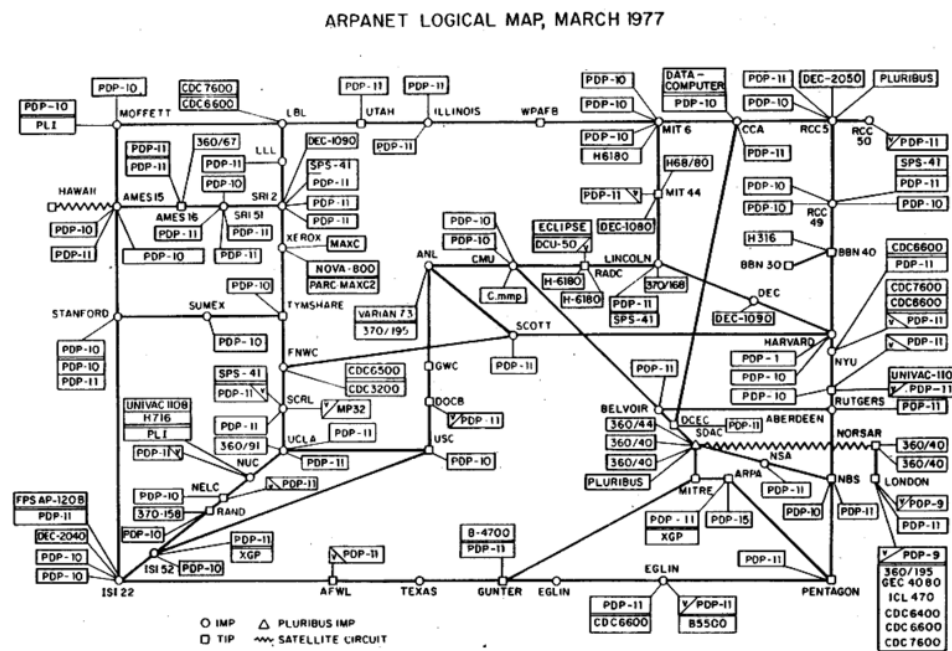 ARPANET LOGICAL MAP, MARCH 1977
PDP-10
PDP-10
PLI
MOFFETT
CDC7600
CDC6600
LBL
PDP-11
UTAH
PDP-11
ILLINOIS
PDP-11
WPAFB
PDP-10
PDP-10
PDP-10
H6180
MIT 6
DATA-
COMPUTER
PDP-10
CCA
PDP-11
PDP-11
PDP-10
DEC-2050
RCC5
PLURIBUS
RCC
50
PDP-11
LLL
PDP-11
DEC-1090
SPS-41
PDP-11
PDP-11
PDP-11
SRI 2
360/67
PDP-11
PDP-11
HAWAII
AMES15
PDP-10
PDP-11
PDP-10
AMES16
PDP-10
PDP-11
SRI 51
PDP-11
H68/80
MIT 44
PDP-11
DEC-1080
SPS-41
PDP-11
PDP-10
PDP-11
PDP-10
RCC
49
XEROX
MAXC
NOVA-800
PARC-MAXC2
H316
BBN 40
BBN 30
ANL
VARIAN 73
370/195
PDP-10
PDP-10
CMU
C.mmp
ECLIPSE
DCU-50
H-6180
RADC
H-6180
LINCOLN
370/168
PDP-11
SPS-41
DEC
DEC-1090
CDC6600
PDP-11
CDC7600
CDC6600
PDP-11
PDP-11
STANFORD
PDP-10
PDP-10
PDP-11
SUMEX
PDP-10
PDP-10
TYMSHARE
SCOTT
PDP-11
HARVARD
PDP-1
PDP-10
NYU
PDP-10
FNWC
CDC6500
CDC3200
GWC
UNIVAC-110
PDP-11
RUTGERS
PDP-11
SPS-41
PDP-11
PDP-11
SCRL
MP32
DOCB
PDP-11
PDP-11
BELVOIR
DCEC
PDP-11
ABERDEEN
UNIVAC1108
H716
PLI
PDP-11
NUC
360/91
UCLA
PDP-11
PDP-11
USC
PDP-10
360/44
360/40
360/40
PLURIBUS
SDAC
NORSAR
360/40
360/40
NSA
PDP-11
NELC
PDP-10
PDP-11
370-158
RAND
PDP-10
MITRE
PDP-11
XGP
ARPA
PDP-15
NBS
PDP-10
PDP-11
LONDON
PDP-9
PDP-11
FPS AP-120B
PDP-11
DEC-2040
PDP-10
PDP-10
ISI 22
ISI 52
PDP-11
XGP
PDP-10
PDP-11
AFWL
TEXAS
B-4700
PDP-11
GUNTER
EGLIN
EGLIN
PDP-11
CDC6600
PDP-11
B5500
PDP-11
PENTAGON
PDP-9
360/195
GEC 4080
ICL 470
CDC6400
CDC6600
CDC7600
IMP
PLURIBUS IMP
TIP
SATELLITE CIRCUIT